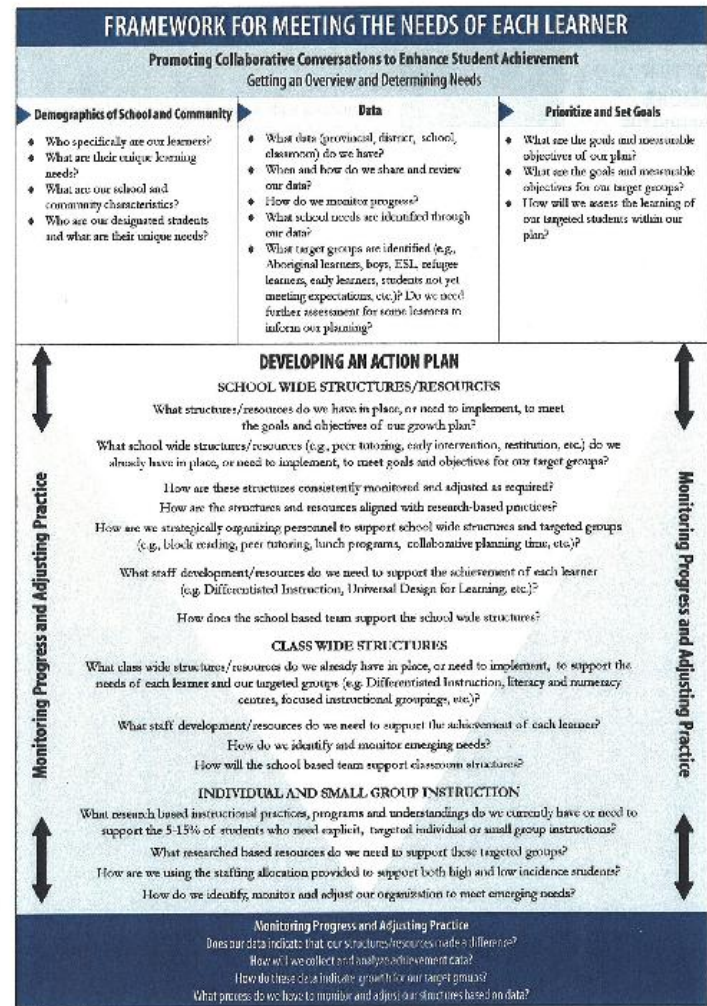 FRAMEWORK FOR MEETING THE NEEDS OF EACH LEARNER
Promoting Collaborative Conversations to Enhance Student Achievement
Getting an Overview and Determining Needs
Demographics of School and Community
♦ Who specifically are our learners?
♦ What are their unique learning
needs?
♦ What are our school and
community characteristics?
♦ Who are our designated students
and what are their unique needs?
Data
♦ What data (provincial, district, school,
classroom) do we have?
♦ When and how do we share and review
our data?
♦ How do we monitor progress?
♦ What school needs are identified through
our data?
♦ What target groups are identified (e.g.,
Aboriginal learners, boys, ESL, refugee
learners, early learners, students not yet
meeting expectations, etc.)? Do we need
further assessment for some learners to
inform our planning?
Prioritize and Set Goals
♦ What are the goals and measurable
objectives of our plan?
♦ What are the goals and measurable
objectives for our target groups?
♦ How will we assess the learning of
our targeted students within our
plan?
DEVELOPING AN ACTION PLAN
SCHOOL WIDE STRUCTURES/RESOURCES
What structures/resources do we have in place, or need to implement, to meet
the goals and objectives of our growth plan?
What school wide structures/resources (e.g., peer tutoring, early intervention, restitution, etc.) do we
already have in place, or need to implement, to meet goals and objectives for our target groups?
How are these structures consistently monitored and adjusted as required?
How are the structures and resources aligned with research-based practices?
How are we strategically organizing personnel to support school wide structures and targeted groups
(e.g., block reading, peer tutoring, lunch programs, collaborative planning time, etc.)?
What staff development/resources do we need to support the achievement of each learner
(e.g. Differentiated Instruction, Universal Design for Learning, etc.)?
How does the school based team support the school wide structures?
CLASS WIDE STRUCTURES
What class wide structures/resources do we already have in place, or need to implement, to support the
needs of each learner and our targeted groups (e.g. Differentiated Instruction, literacy and numeracy
centres, focused instructional groupings, etc.)?
What staff development/resources do we need to support the achievement of each learner?
How do we identify and monitor emerging needs?
How will the school based team support classroom structures?
INDIVIDUAL AND SMALL GROUP INSTRUCTION
What research based instructional practices, programs and understandings do we currently have or need to
support the 5-15% of students who need explicit, targeted individual or small group instructions?
What researched based resources do we need to support these targeted groups?
How are we using the staffing allocation provided to support both high and low incidence students?
How do we identify, monitor and adjust our organization to meet emerging needs?
Monitoring Progress and Adjusting Practice
Monitoring Progress and Adjusting Practice
Monitoring Progress and Adjusting Practice
Does our data indicate that our structures/resources made a difference?
How will we collect and analyze achievement data?
How do these data indicate growth for our target groups?
What process do we have to monitor and adjust our structures based on data?